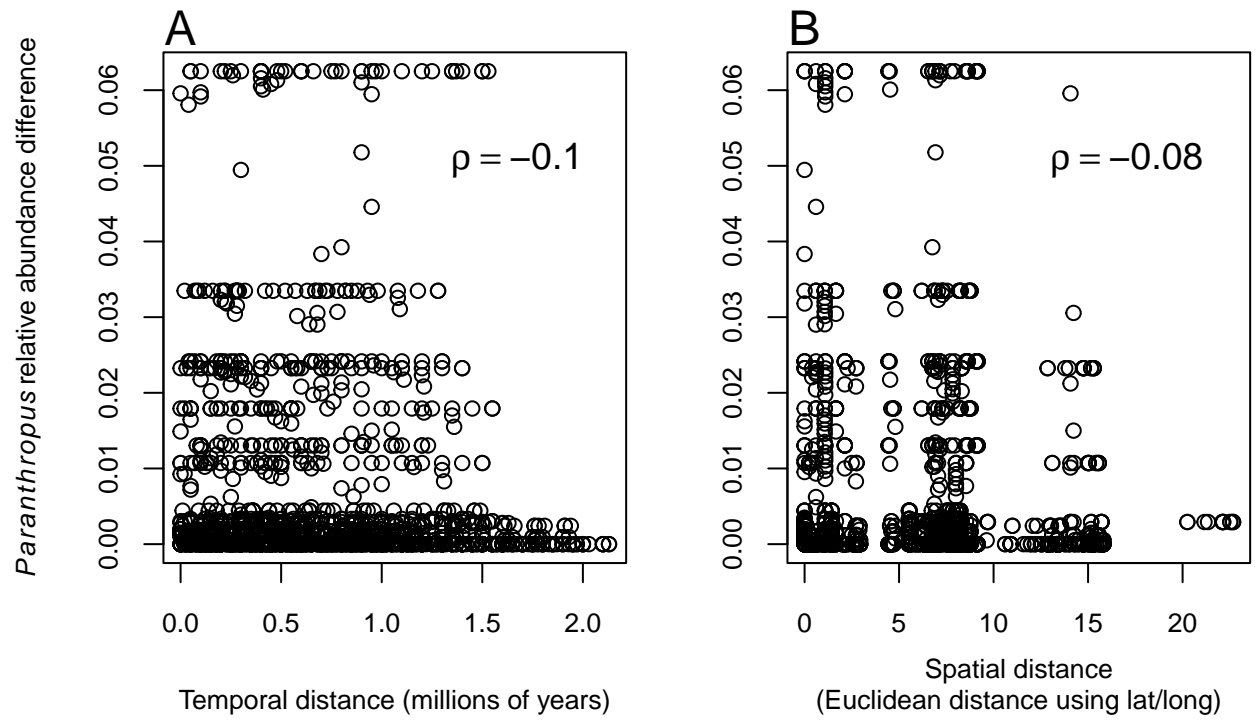 A
B
Paranthropus relative abundance difference
0.06
0.05
0.04
0.03
0.02
0.01
0.00
ρ = −0.1
0.0 0.5 1.0 1.5 2.0
Temporal distance (millions of years)
0.06
0.05
0.04
0.03
0.02
0.01
0.00
ρ = −0.08
0 5 10 15 20
Spatial distance
(Euclidean distance using lat/long)